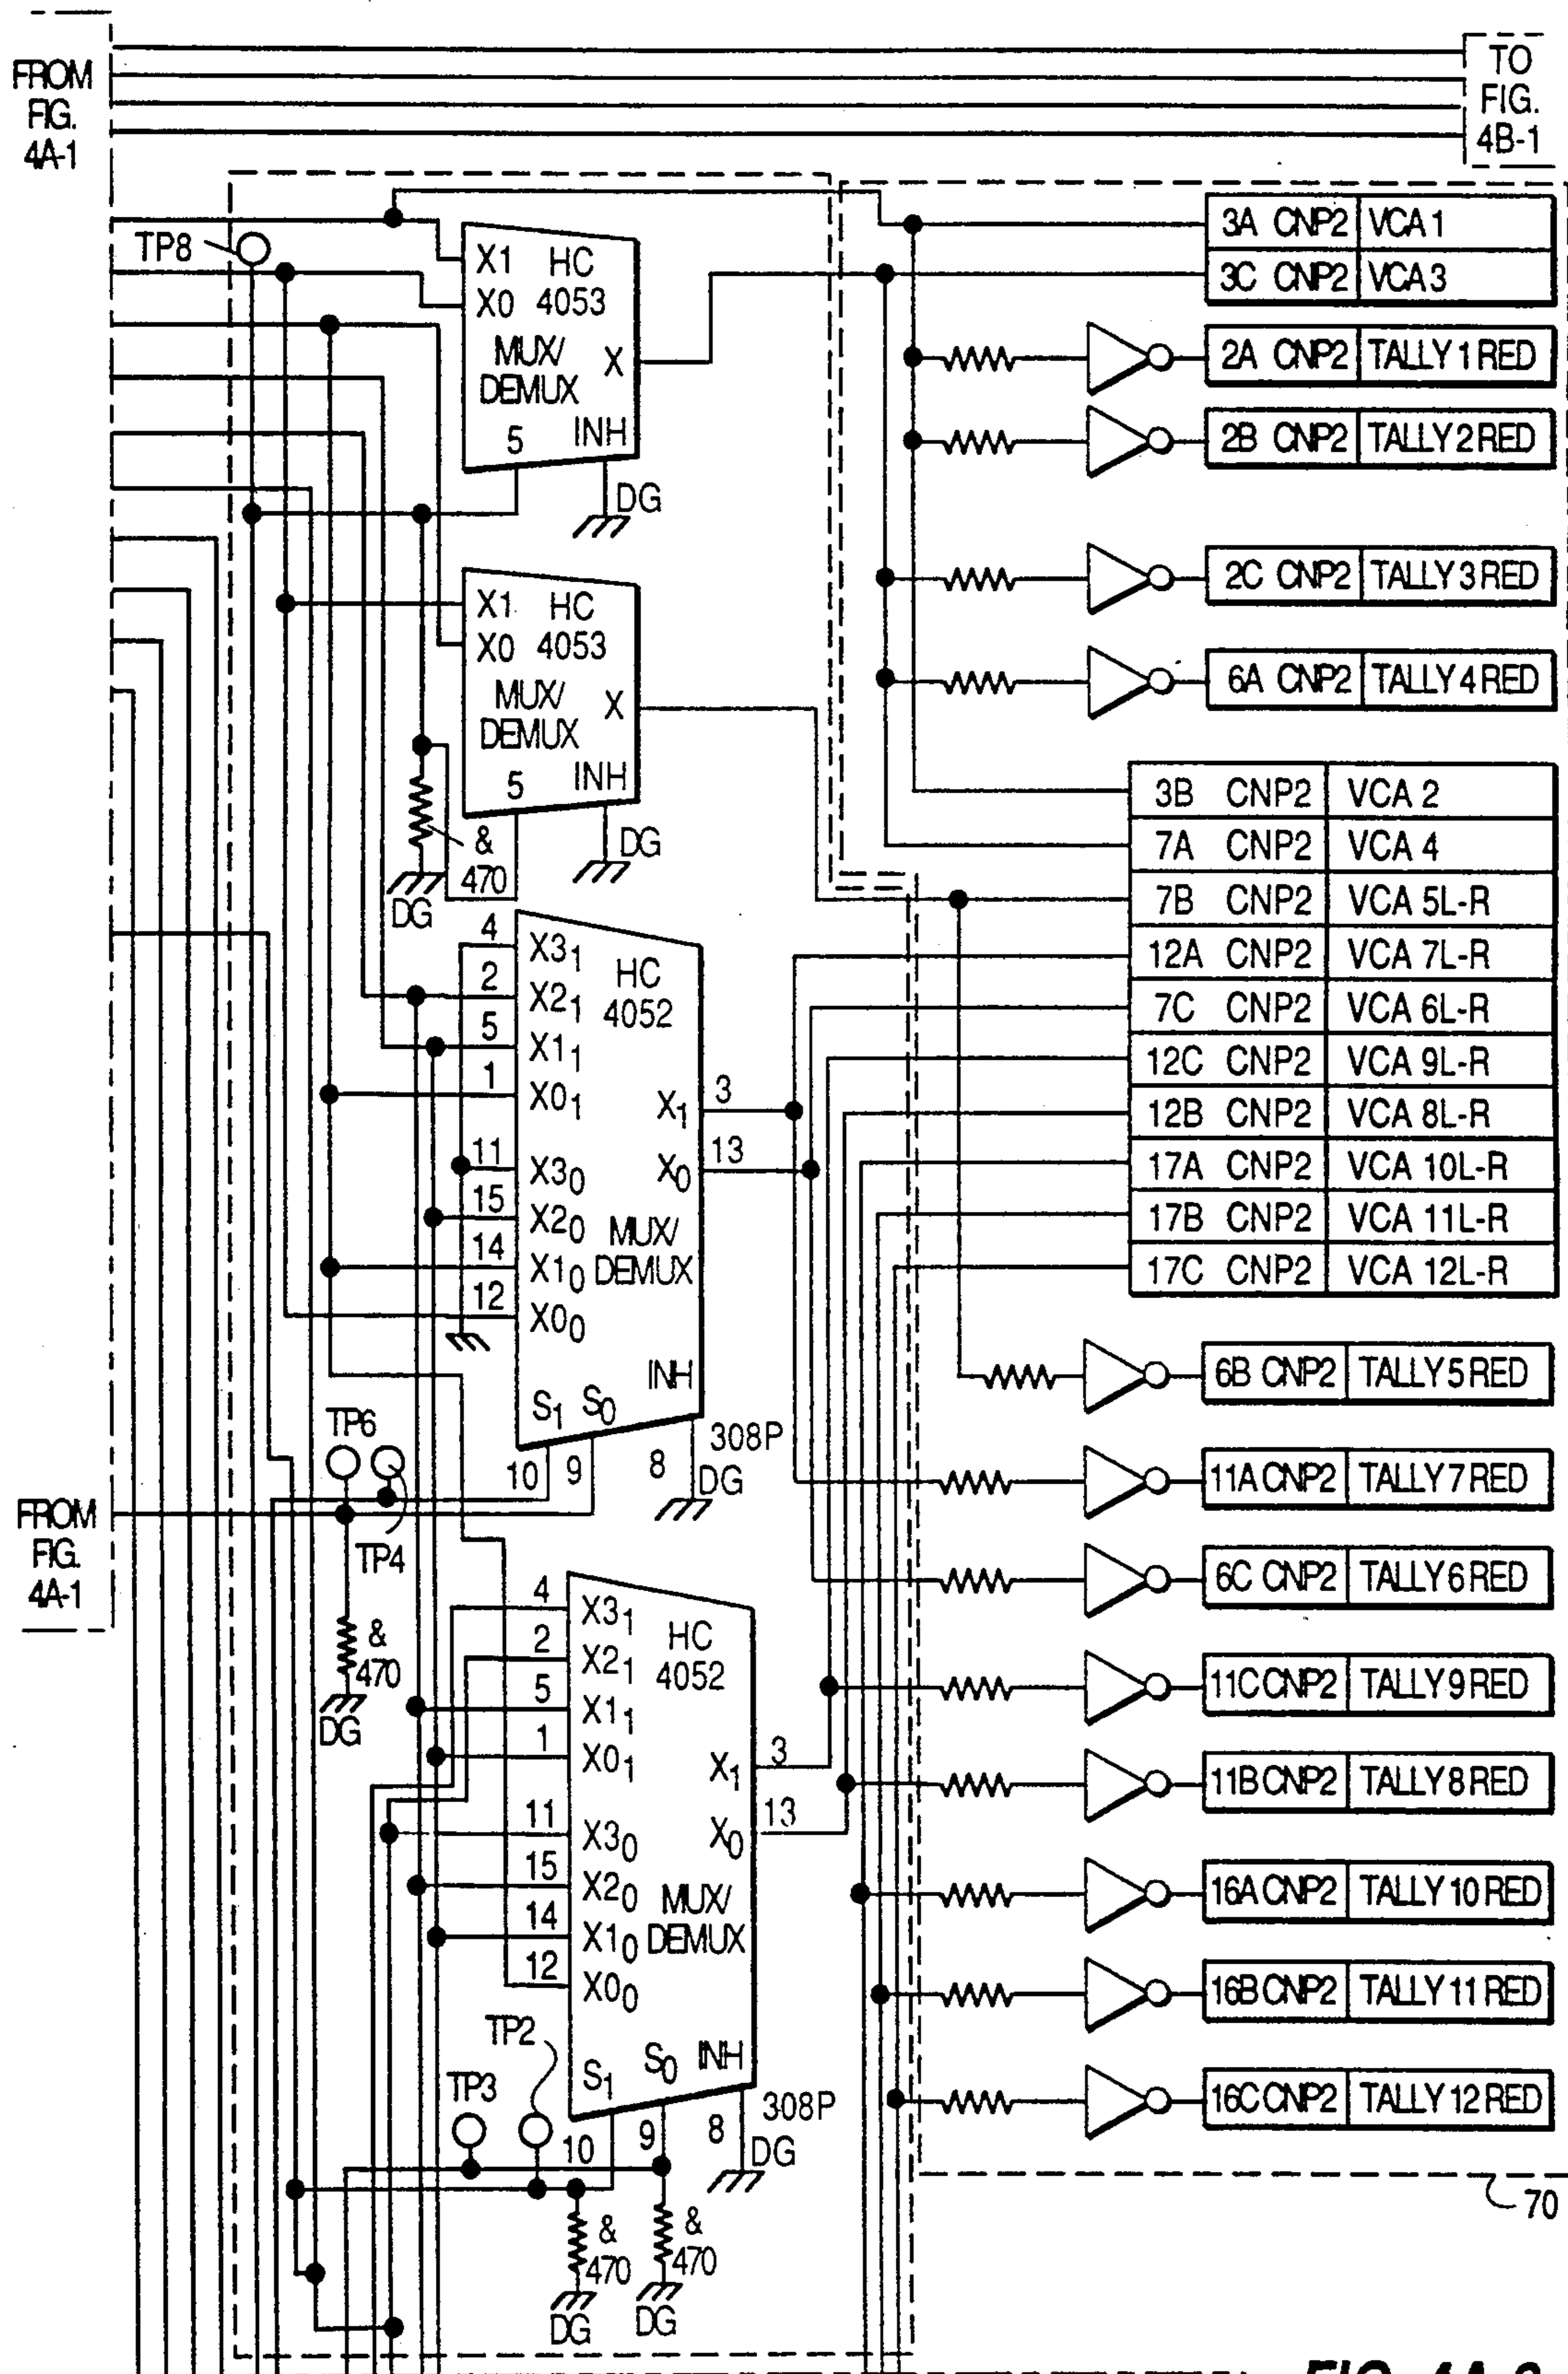 FROM
FIG.
4A-1
TO
FIG.
4B-1
TP8
X1 HC
X0 4053
MUX/
DEMUX
X
5 INH
DG
3A CNP2 VCA 1
3C CNP2 VCA 3
2A CNP2 TALLY 1 RED
2B CNP2 TALLY 2 RED
2C CNP2 TALLY 3 RED
6A CNP2 TALLY 4 RED
X1 HC
X0 4053
MUX/
DEMUX
X
5 INH
DG
&
470
DG
3B CNP2 VCA 2
7A CNP2 VCA 4
7B CNP2 VCA 5L-R
12A CNP2 VCA 7L-R
7C CNP2 VCA 6L-R
12C CNP2 VCA 9L-R
12B CNP2 VCA 8L-R
17A CNP2 VCA 10L-R
17B CNP2 VCA 11L-R
17C CNP2 VCA 12L-R
4 X31
2 X21
5 X11
1 X01
11 X30
15 X20
14 X10
12 X00
HC
4052
X1 3
X0 13
MUX/
DEMUX
INH
S1 S0
10 9 8
308P
DG
TP6
TP4
FROM
FIG.
4A-1
&
470
DG
6B CNP2 TALLY 5 RED
11A CNP2 TALLY 7 RED
6C CNP2 TALLY 6 RED
11C CNP2 TALLY 9 RED
11B CNP2 TALLY 8 RED
16A CNP2 TALLY 10 RED
16B CNP2 TALLY 11 RED
16C CNP2 TALLY 12 RED
4 X31
2 X21
5 X11
1 X01
11 X30
15 X20
14 X10
12 X00
HC
4052
X1 3
X0 13
MUX/
DEMUX
S1 S0 INH
10 9 8
308P
DG
TP2
TP3
&
470
DG
&
470
DG
70